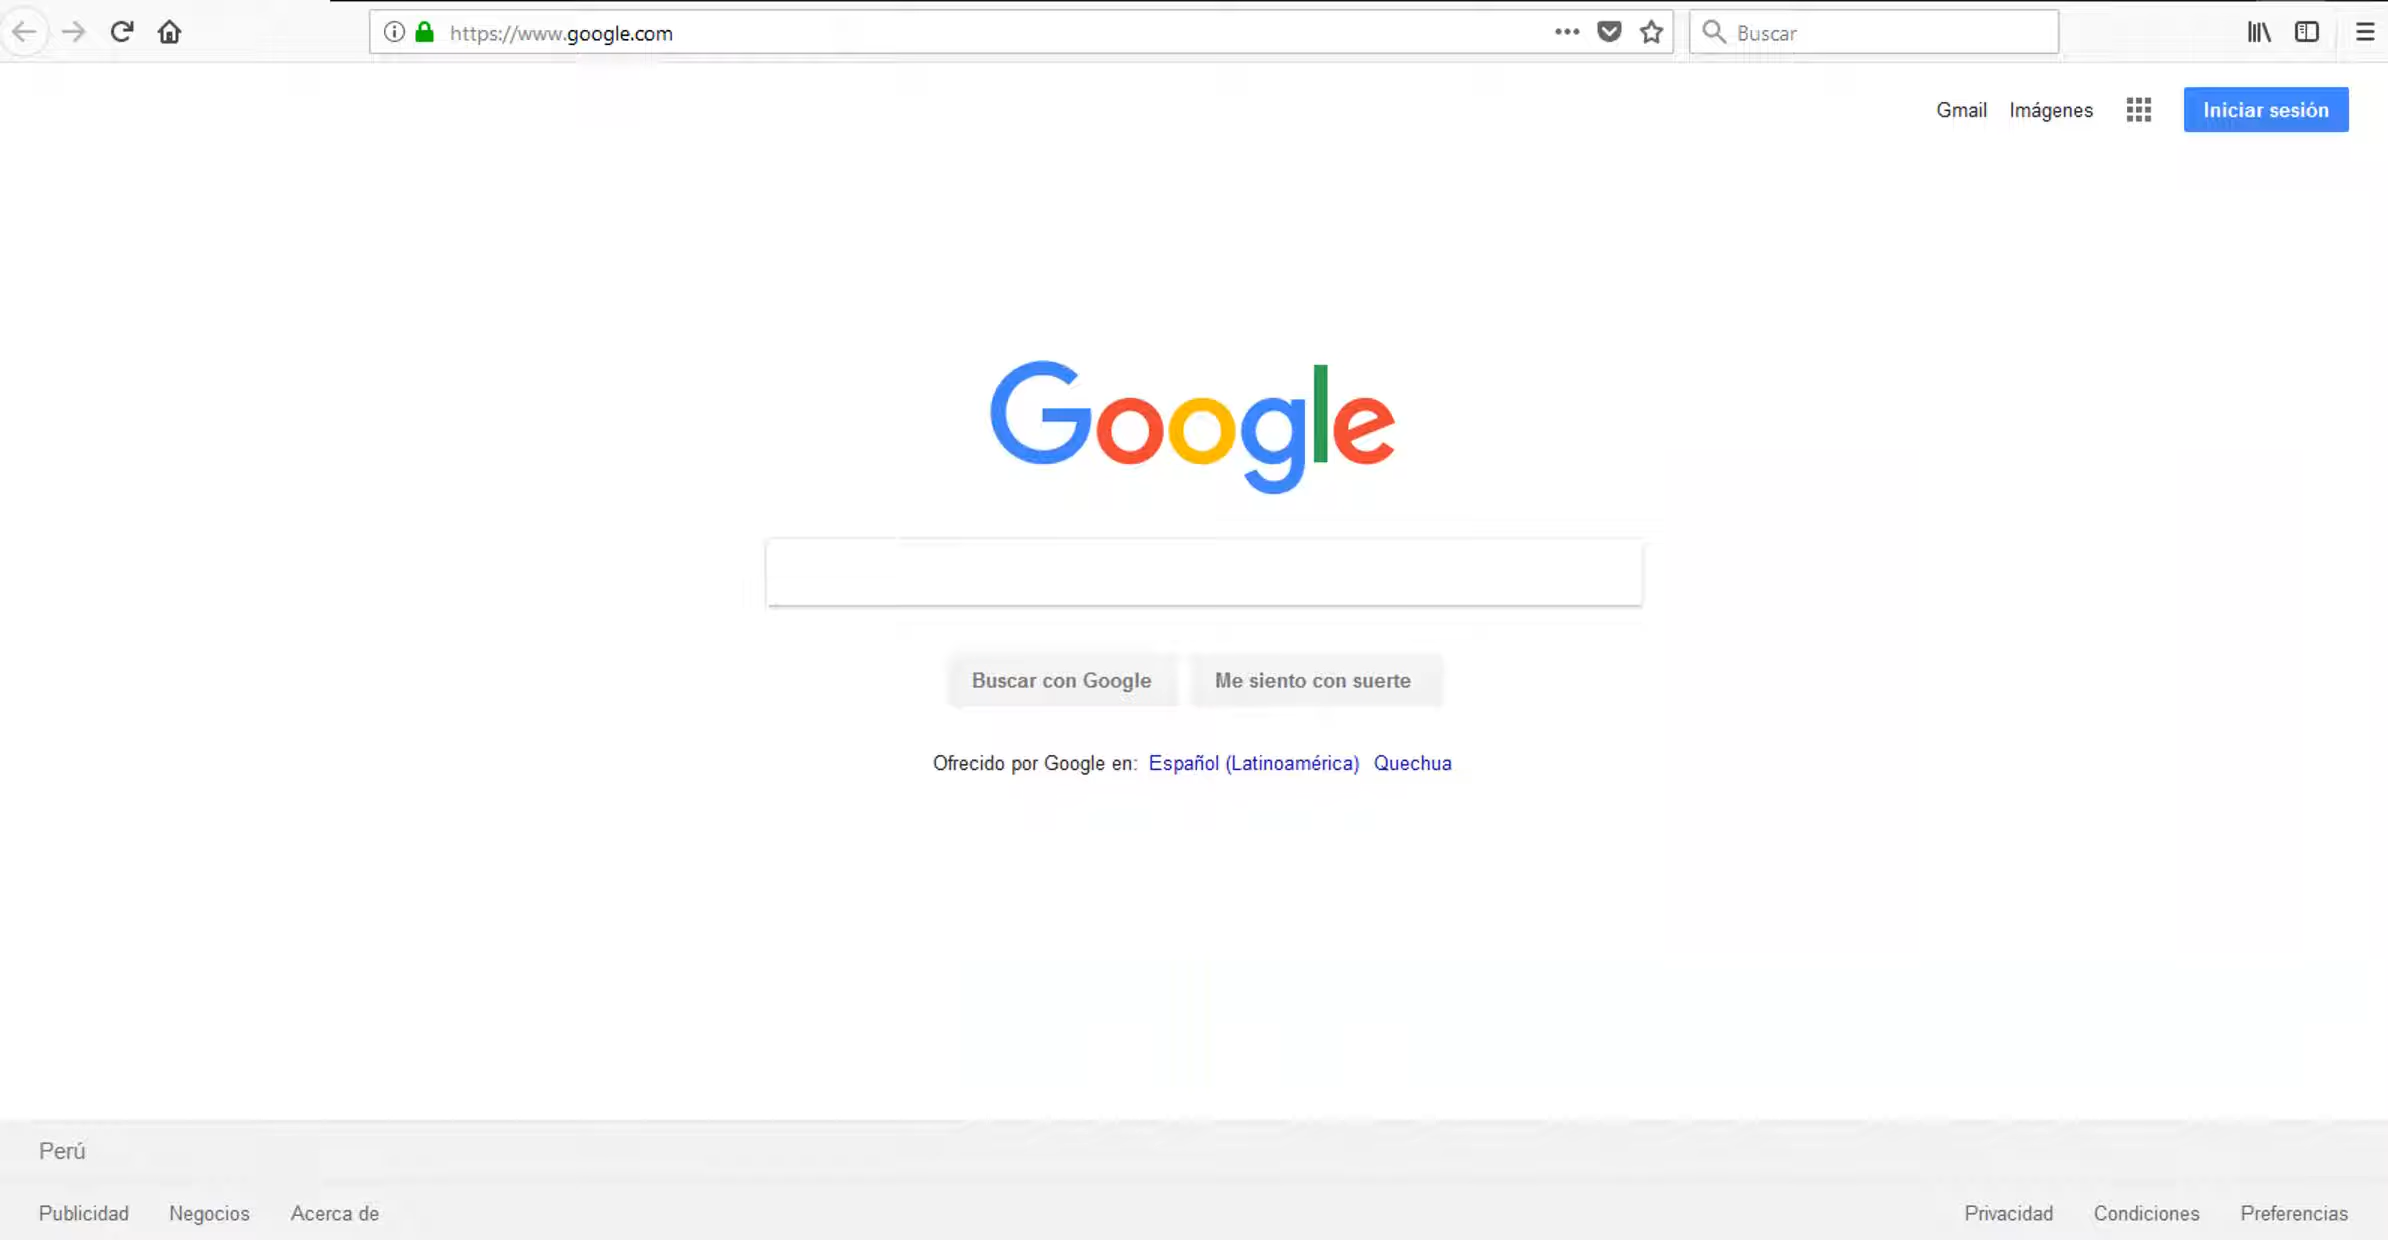 https://www.google.com
Buscar
Gmail Imágenes Iniciar sesión
Google
Buscar con Google Me siento con suerte
Ofrecido por Google en: Español (Latinoamérica) Quechua
Perú
Publicidad Negocios Acerca de Privacidad Condiciones Preferencias